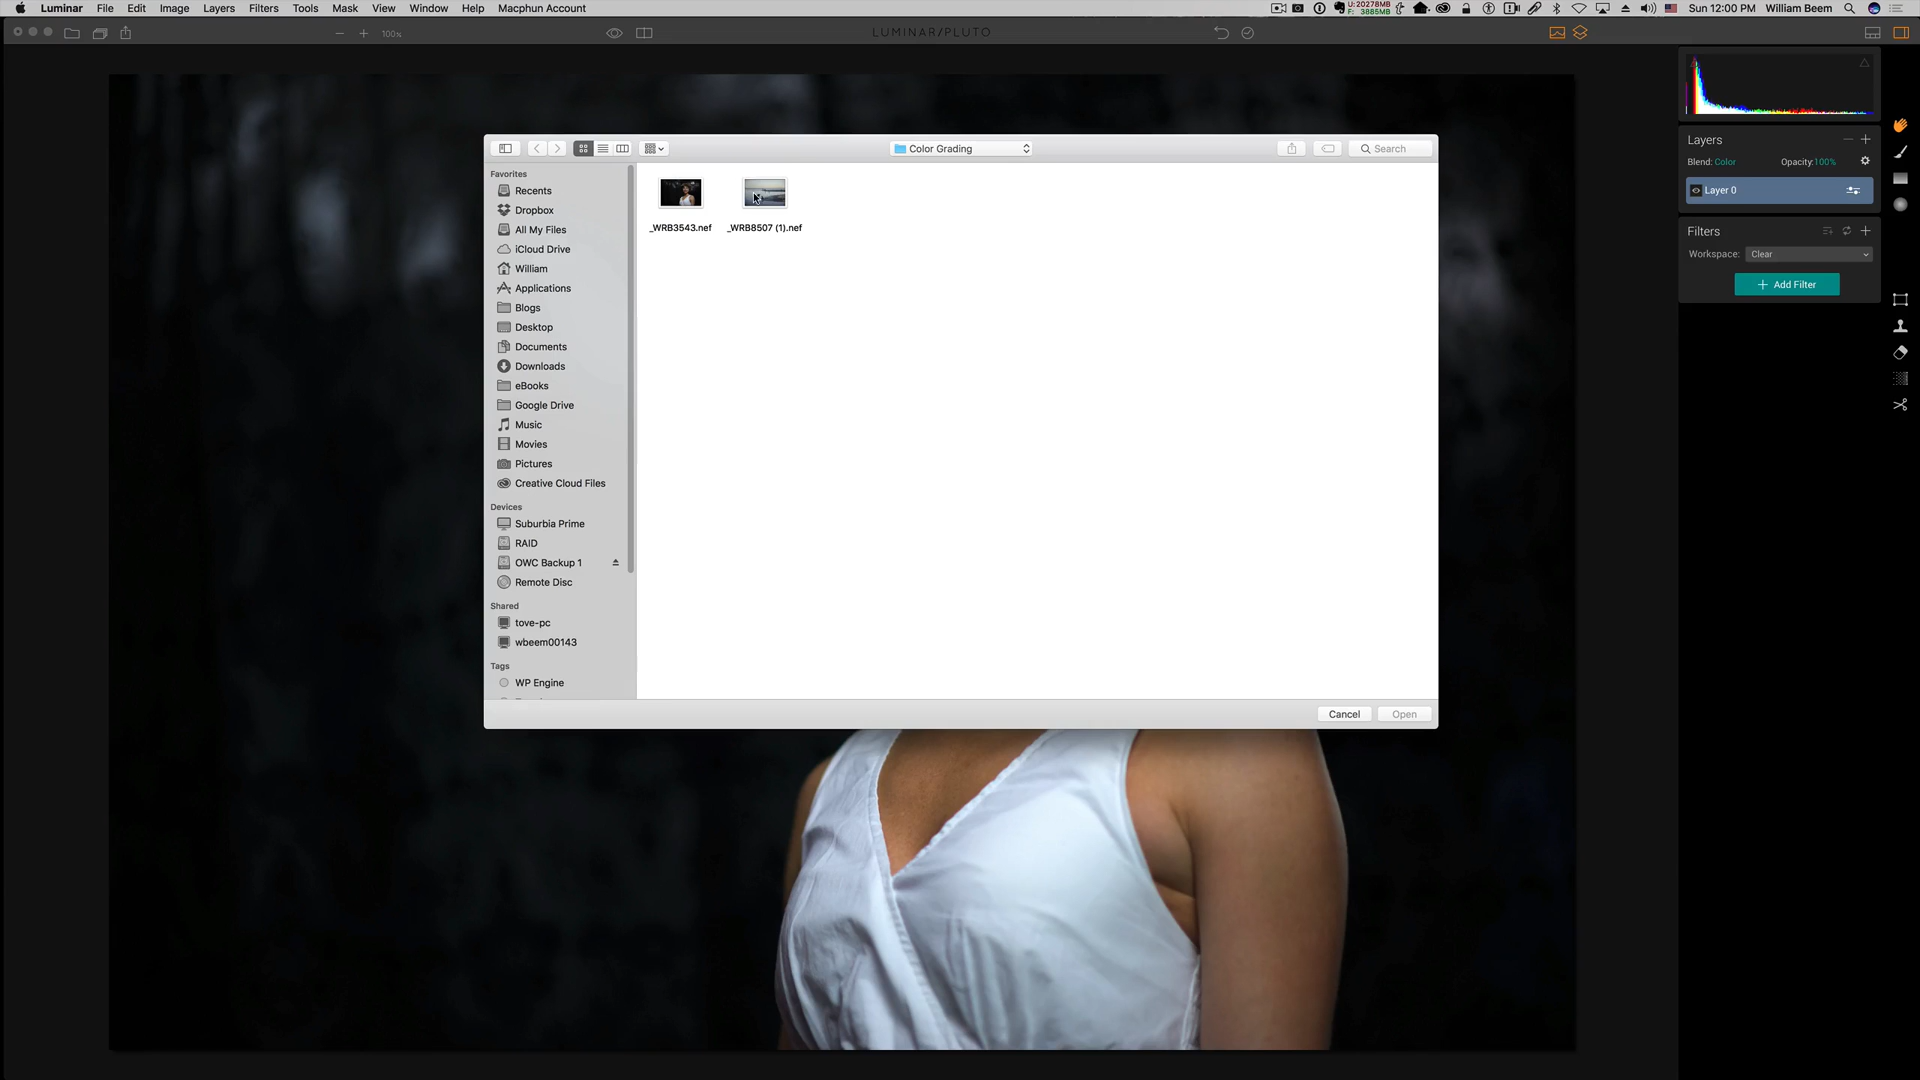 Luminar File Edit Image Layers Filters Tools Mask View Window Help Macphun Account U:20278MB F: 3885MB Sun 12:00 PM William Beem
100% LUMINAR/PLUTO
Color Grading Search
Favorites
Recents
Dropbox
All My Files
iCloud Drive
William
Applications
Blogs
Desktop
Documents
Downloads
eBooks
Google Drive
Music
Movies
Pictures
Creative Cloud Files
Devices
Suburbia Prime
RAID
OWC Backup 1
Remote Disc
Shared
tove-pc
wbeem00143
Tags
WP Engine
_WRB3543.nef _WRB8507 (1).nef
Cancel Open
Layers
Blend: Color Opacity:100%
Layer 0
Filters
Workspace: Clear
Add Filter